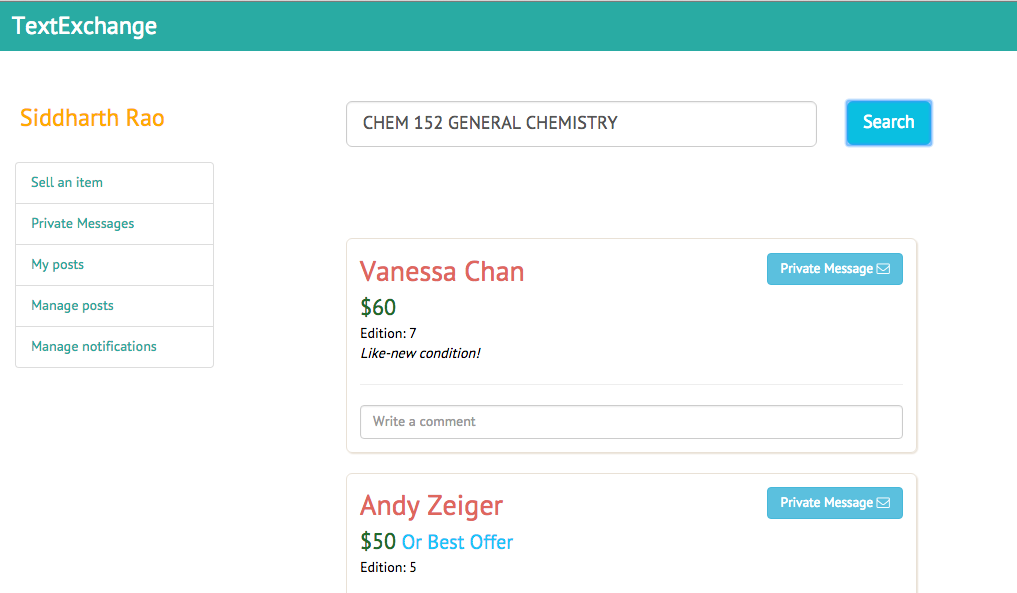 TextExchange
Siddharth Rao
Sell an item
Private Messages
My posts
Manage posts
Manage notifications
CHEM 152 GENERAL CHEMISTRY
Search
Vanessa Chan
Private Message
$60
Edition: 7
Like-new condition!
Write a comment
Andy Zeiger
Private Message
$50 Or Best Offer
Edition: 5